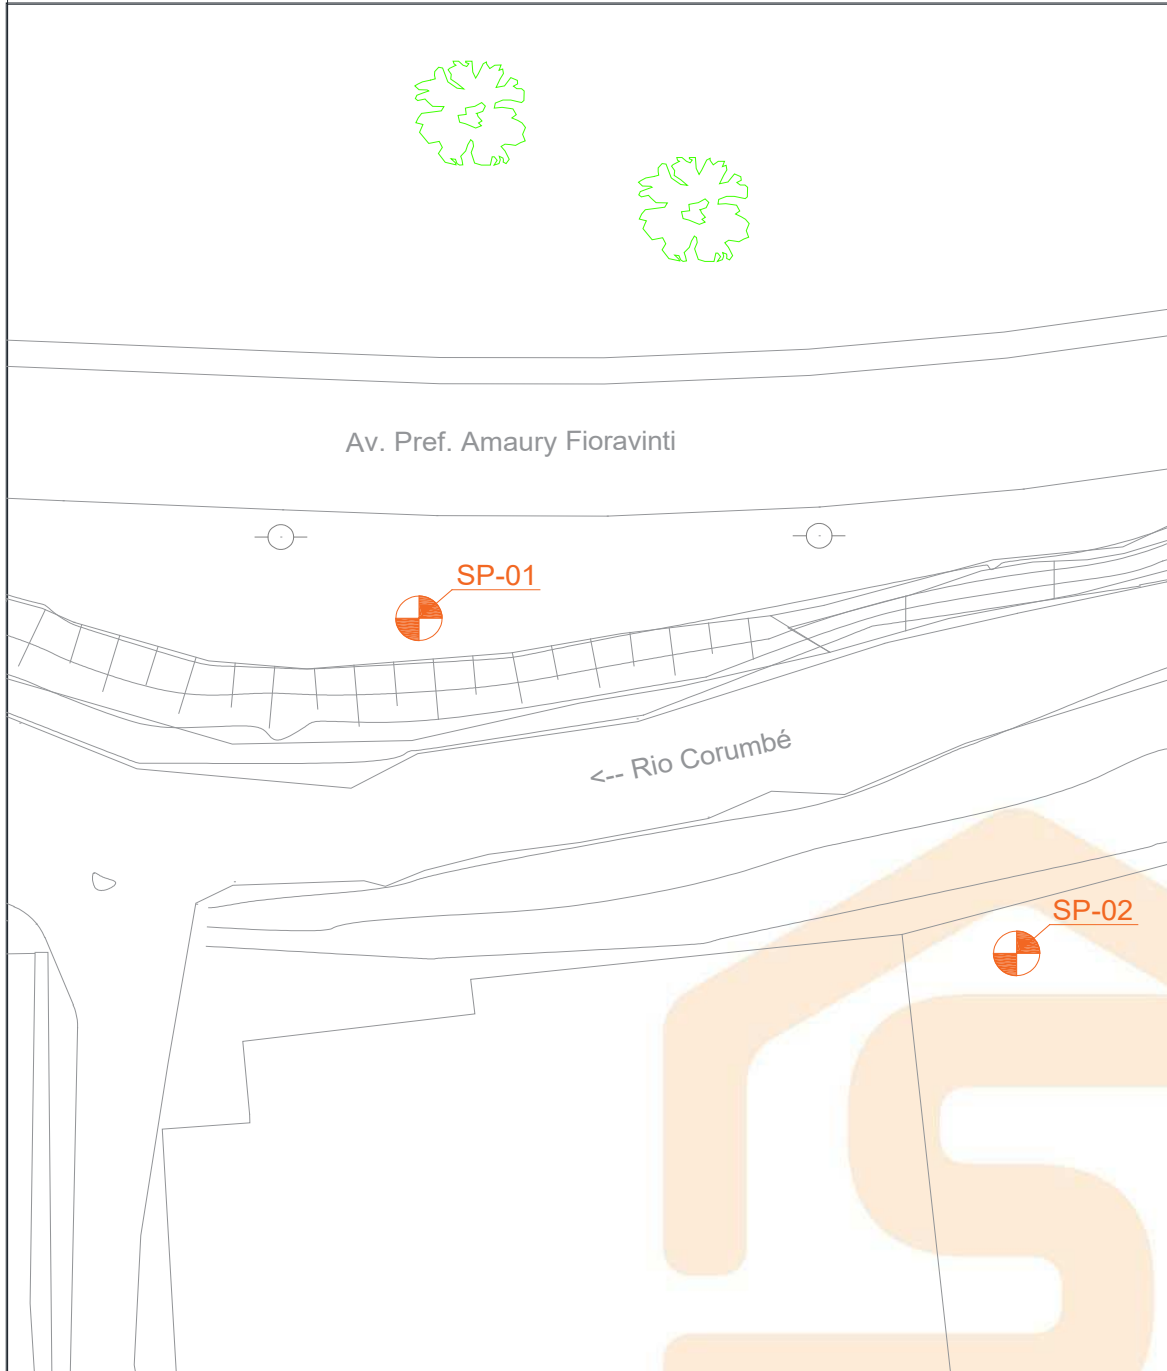 Av. Pref. Amaury Fioravinti
SP-01
<-- Rio Corumbé
SP-02